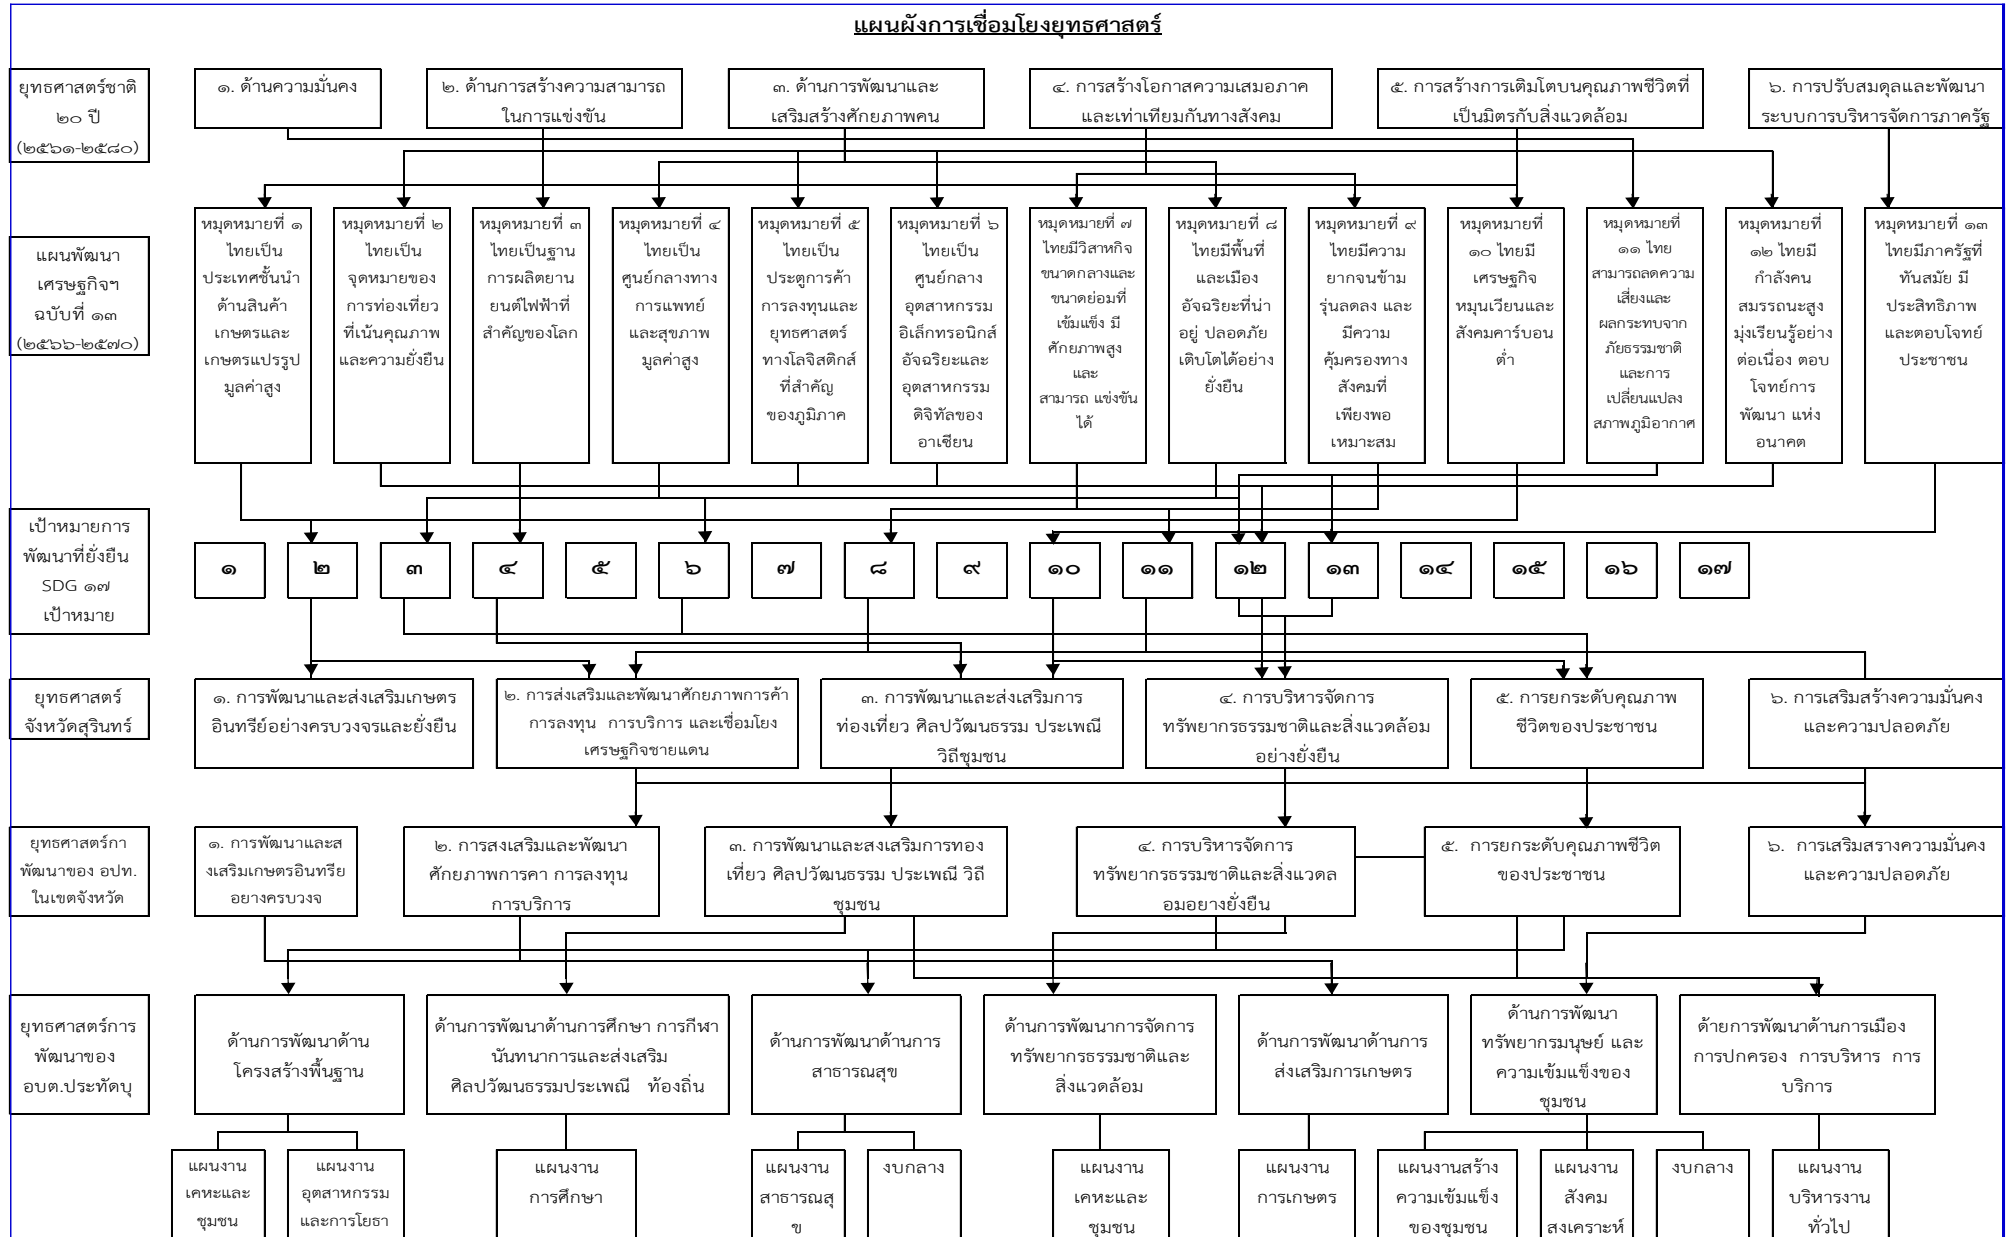 แผนผังการเชื่อมโยงยุทธศาสตร์
ยุทธศาสตร์ชาติ
๒๐ ปี
(๒๕๖๑-๒๕๘๐)
๑. ด้านความมั่นคง
๒. ด้านการสร้างความสามารถ
ในการแข่งขัน
๓. ด้านการพัฒนาและ
เสริมสร้างศักยภาพคน
๔. การสร้างโอกาสความเสมอภาค
และเท่าเทียมกันทางสังคม
๕. การสร้างการเติมโตบนคุณภาพชีวิตที่
เป็นมิตรกับสิ่งแวดล้อม
๖. การปรับสมดุลและพัฒนา
ระบบการบริหารจัดการภาครัฐ
แผนพัฒนา
เศรษฐกิจฯ
ฉบับที่ ๑๓
(๒๕๖๖-๒๕๗๐)
หมุดหมายที่ ๑
ไทยเป็น
ประเทศชั้นนำ
ด้านสินค้า
เกษตรและ
เกษตรแปรรูป
มูลค่าสูง
หมุดหมายที่ ๒
ไทยเป็น
จุดหมายของ
การท่องเที่ยว
ที่เน้นคุณภาพ
และความยั่งยืน
หมุดหมายที่ ๓
ไทยเป็นฐาน
การผลิตยาน
ยนต์ไฟฟ้าที่
สำคัญของโลก
หมุดหมายที่ ๔
ไทยเป็น
ศูนย์กลางทาง
การแพทย์
และสุขภาพ
มูลค่าสูง
หมุดหมายที่ ๕
ไทยเป็น
ประตูการค้า
การลงทุนและ
ยุทธศาสตร์
ทางโลจิสติกส์
ที่สำคัญ
ของภูมิภาค
หมุดหมายที่ ๖
ไทยเป็น
ศูนย์กลาง
อุตสาหกรรม
อิเล็กทรอนิกส์
อัจฉริยะและ
อุตสาหกรรม
ดิจิทัลของ
อาเซียน
หมุดหมายที่ ๗
ไทยมีวิสาหกิจ
ขนาดกลางและ
ขนาดย่อมที่
เข้มแข็ง มี
ศักยภาพสูง
และ
สามารถ แข่งขัน
ได้
หมุดหมายที่ ๘
ไทยมีพื้นที่
และเมือง
อัจฉริยะที่น่า
อยู่ ปลอดภัย
เติบโตได้อย่าง
ยั่งยืน
หมุดหมายที่ ๙
ไทยมีความ
ยากจนข้าม
รุ่นลดลง และ
มีความ
คุ้มครองทาง
สังคมที่
เพียงพอ
เหมาะสม
หมุดหมายที่
๑๐ ไทยมี
เศรษฐกิจ
หมุนเวียนและ
สังคมคาร์บอน
ต่ำ
หมุดหมายที่
๑๑ ไทย
สามารถลดความ
เสี่ยงและ
ผลกระทบจาก
ภัยธรรมชาติ
และการ
เปลี่ยนแปลง
สภาพภูมิอากาศ
หมุดหมายที่
๑๒ ไทยมี
กำลังคน
สมรรถนะสูง
มุ่งเรียนรู้อย่าง
ต่อเนื่อง ตอบ
โจทย์การ
พัฒนา แห่ง
อนาคต
หมุดหมายที่ ๑๓
ไทยมีภาครัฐที่
ทันสมัย มี
ประสิทธิภาพ
และตอบโจทย์
ประชาชน
เป้าหมายการ
พัฒนาที่ยั่งยืน
SDG ๑๗
เป้าหมาย
๑
๒
๓
๔
๕
๖
๗
๘
๙
๑๐
๑๑
๑๒
๑๓
๑๔
๑๕
๑๖
๑๗
ยุทธศาสตร์
จังหวัดสุรินทร์
๑. การพัฒนาและส่งเสริมเกษตร
อินทรีย์อย่างครบวงจรและยั่งยืน
๒. การส่งเสริมและพัฒนาศักยภาพการค้า
การลงทุน การบริการ และเชื่อมโยง
เศรษฐกิจชายแดน
๓. การพัฒนาและส่งเสริมการ
ท่องเที่ยว ศิลปวัฒนธรรม ประเพณี
วิถีชุมชน
๔. การบริหารจัดการ
ทรัพยากรธรรมชาติและสิ่งแวดล้อม
อย่างยั่งยืน
๕. การยกระดับคุณภาพ
ชีวิตของประชาชน
๖. การเสริมสร้างความมั่นคง
และความปลอดภัย
ยุทธศาสตร์กา
พัฒนาของ อปท.
ในเขตจังหวัด
๑. การพัฒนาและส
งเสริมเกษตรอินทรีย
อยางครบวงจ
๒. การสงเสริมและพัฒนา
ศักยภาพการคา การลงทุน
การบริการ
๓. การพัฒนาและสงเสริมการทอง
เที่ยว ศิลปวัฒนธรรม ประเพณี วิถี
ชุมชน
๔. การบริหารจัดการ
ทรัพยากรธรรมชาติและสิ่งแวดล
อมอยางยั่งยืน
๕. การยกระดับคุณภาพชีวิต
ของประชาชน
๖. การเสริมสรางความมั่นคง
และความปลอดภัย
ยุทธศาสตร์การ
พัฒนาของ
อบต.ประทัดบุ
ด้านการพัฒนาด้าน
โครงสร้างพื้นฐาน
ด้านการพัฒนาด้านการศึกษา การกีฬา
นันทนาการและส่งเสริม
ศิลปวัฒนธรรมประเพณี ท้องถิ่น
ด้านการพัฒนาด้านการ
สาธารณสุข
ด้านการพัฒนาการจัดการ
ทรัพยากรธรรมชาติและ
สิ่งแวดล้อม
ด้านการพัฒนาด้านการ
ส่งเสริมการเกษตร
ด้านการพัฒนา
ทรัพยากรมนุษย์ และ
ความเข้มแข็งของ
ชุมชน
ด้ายการพัฒนาด้านการเมือง
การปกครอง การบริหาร การ
บริการ
แผนงาน
เคหะและ
ชุมชน
แผนงาน
อุตสาหกรรม
และการโยธา
แผนงาน
การศึกษา
แผนงาน
สาธารณสุ
ข
งบกลาง
แผนงาน
เคหะและ
ชุมชน
แผนงาน
การเกษตร
แผนงานสร้าง
ความเข้มแข็ง
ของชุมชน
แผนงาน
สังคม
สงเคราะห์
งบกลาง
แผนงาน
บริหารงาน
ทั่วไป